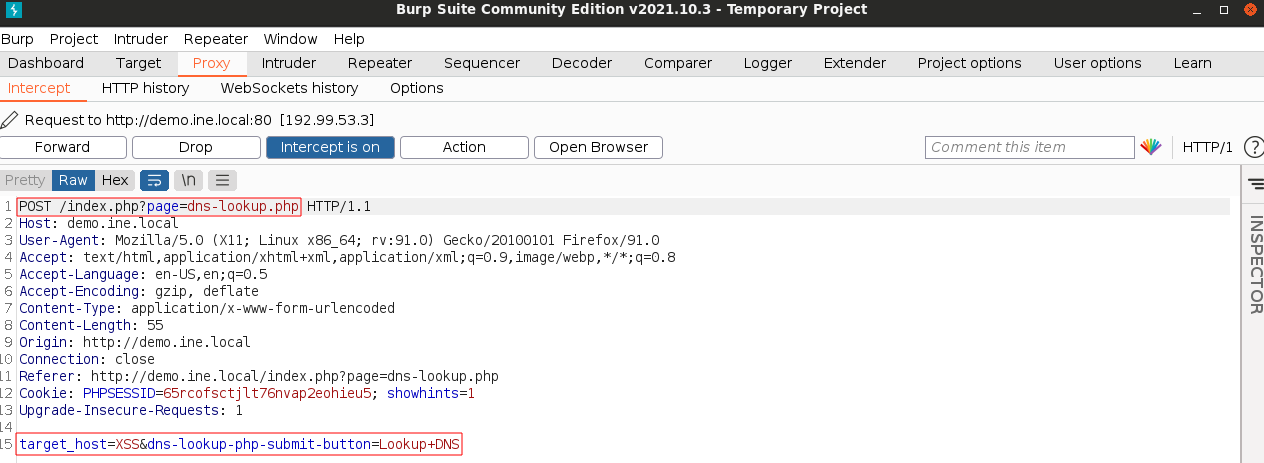 Burp Suite Community Edition v2021.10.3 - Temporary Project
Burp Project Intruder Repeater Window Help
Dashboard Target Proxy Intruder Repeater Sequencer Decoder Comparer Logger Extender Project options User options Learn
Intercept HTTP history WebSockets history Options
Request to http://demo.ine.local:80 [192.99.53.3]
Forward Drop Intercept is on Action Open Browser Comment this item HTTP/1 ?
Pretty Raw Hex \n
1 POST /index.php?page=dns-lookup.php HTTP/1.1
2 Host: demo.ine.local
3 User-Agent: Mozilla/5.0 (X11; Linux x86_64; rv:91.0) Gecko/20100101 Firefox/91.0
4 Accept: text/html,application/xhtml+xml,application/xml;q=0.9,image/webp,*/*;q=0.8
5 Accept-Language: en-US,en;q=0.5
6 Accept-Encoding: gzip, deflate
7 Content-Type: application/x-www-form-urlencoded
8 Content-Length: 55
9 Origin: http://demo.ine.local
10 Connection: close
11 Referer: http://demo.ine.local/index.php?page=dns-lookup.php
12 Cookie: PHPSESSID=65rcofsctjlt76nvap2eohieu5; showhints=1
13 Upgrade-Insecure-Requests: 1
14
15 target_host=XSS&dns-lookup-php-submit-button=Lookup+DNS
INSPECTOR